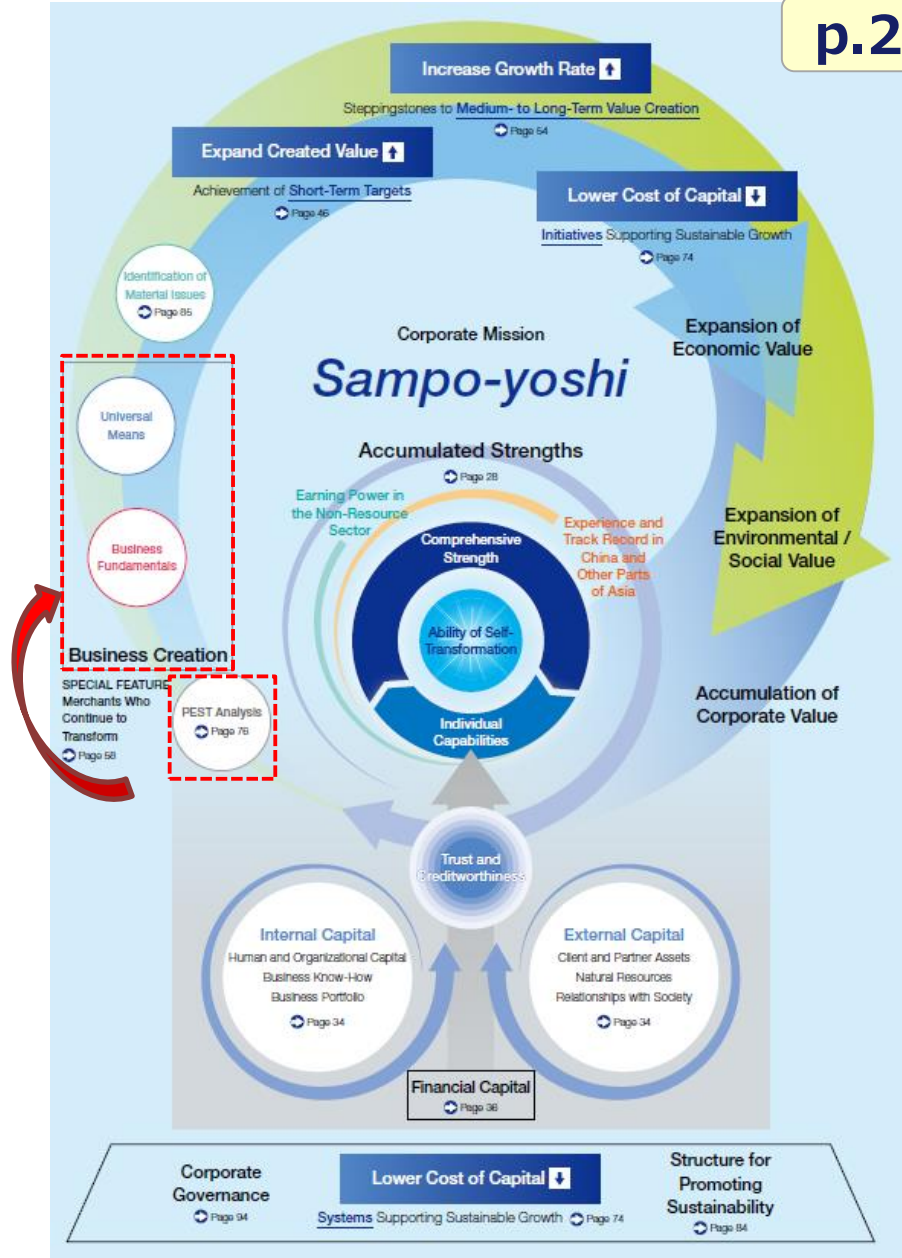 p.2
Increase Growth Rate
Steppingstones to Medium- to Long-Term Value Creation
Page 54
Expand Created Value
Achievement of Short-Term Targets
Page 46
Lower Cost of Capital
Initiatives Supporting Sustainable Growth
Page 74
Identification of
Material Issues
Page 85
Corporate Mission
Sampo-yoshi
Expansion of
Economic Value
Universal
Means
Accumulated Strengths
Page 28
Earning Power in
the Non-Resource
Sector
Comprehensive
Strength
Experience and
Track Record in
China and
Other Parts
of Asia
Expansion of
Environmental /
Social Value
Business
Fundamentals
Ability of Self-
Transformation
Business Creation
SPECIAL FEATURE
Merchants Who
Continue to
Transform
Page 58
PEST Analysis
Page 76
Individual
Capabilities
Accumulation of
Corporate Value
Trust and
Creditworthiness
Internal Capital
Human and Organizational Capital
Business Know-How
Business Portfolio
Page 34
External Capital
Client and Partner Assets
Natural Resources
Relationships with Society
Page 34
Financial Capital
Page 36
Corporate
Governance
Page 94
Lower Cost of Capital
Systems Supporting Sustainable Growth Page 74
Structure for
Promoting
Sustainability
Page 84